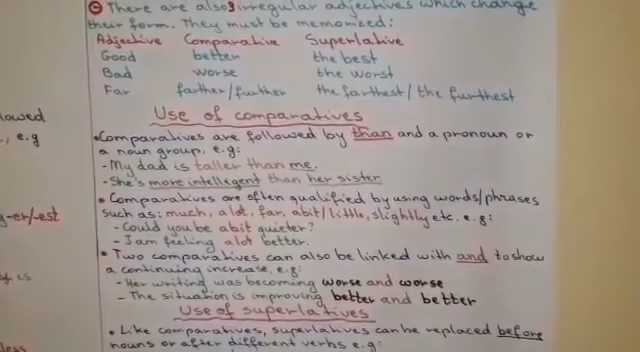 © There are also 3 irregular adjectives which change
their form. They must be memorized:
Adjective Comparative Superlative
Good better the best
Bad worse the worst
Far farther/further the farthest/the furthest
Use of comparatives
•Comparatives are followed by than and a pronoun or
a noun group, e.g:
- My dad is taller than me.
- She's more intellegent than her sister.
• Comparatives are often qualified by using words/phrases
such as: much, alot, far, abit/little, slightly etc, e.g:
- Could you be abit quieter?
- I am feeling alot better.
• Two comparatives can also be linked with and to show
a continuing increase, e.g:
- Her writing was becoming worse and worse
- The situation is improving better and better
Use of superlatives
• Like comparatives, superlatives can be replaced before
nouns or after different verbs e.g:
lowed
, e.g
-er/-est
less